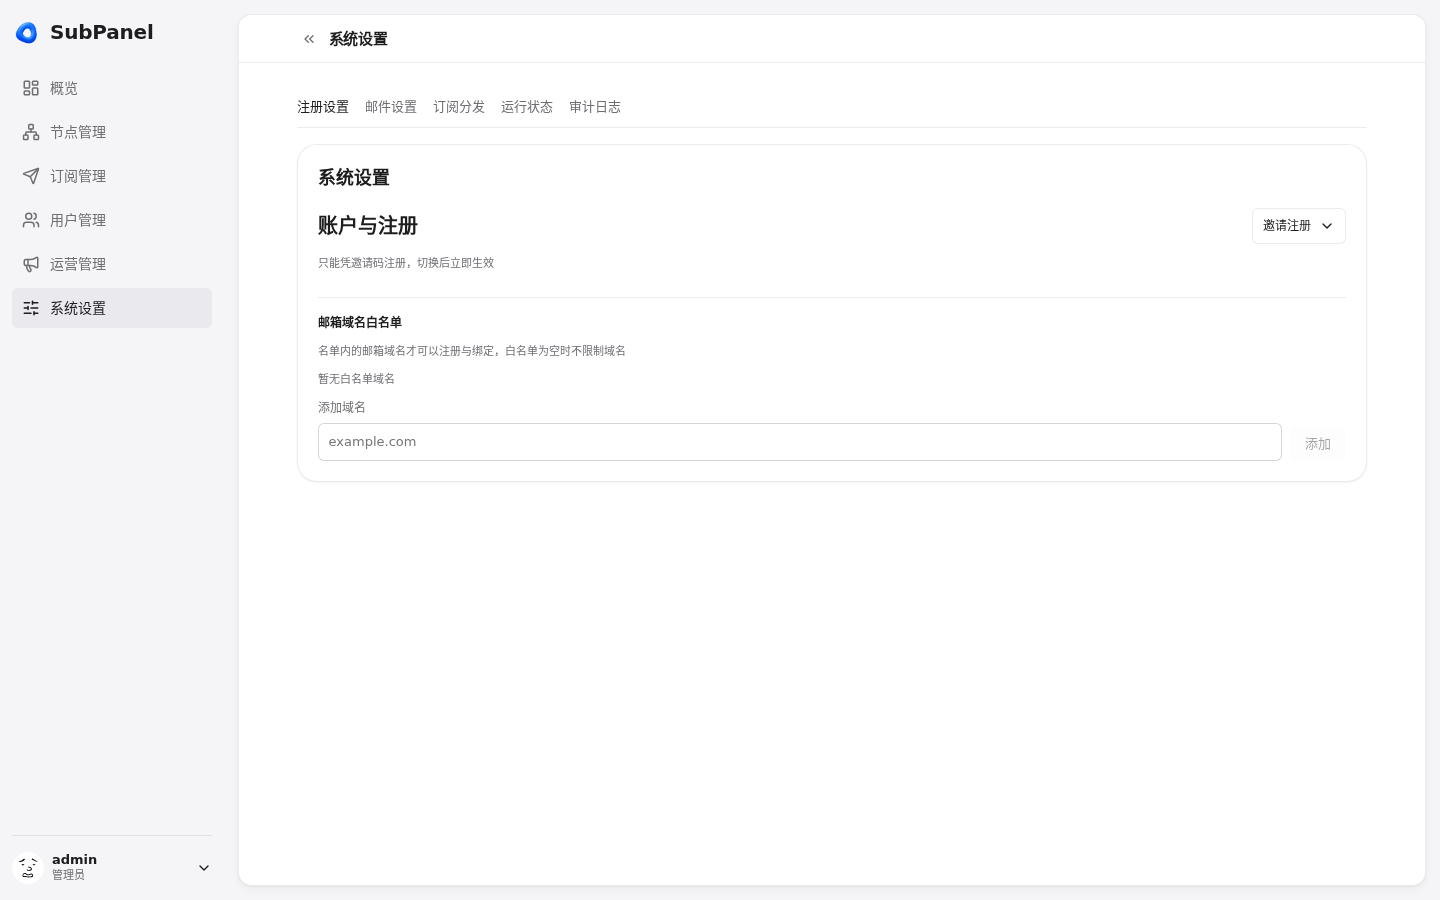 SubPanel
概览
节点管理
订阅管理
用户管理
运营管理
系统设置
admin
管理员
系统设置
注册设置 邮件设置 订阅分发 运行状态 审计日志
系统设置
账户与注册
邀请注册
只能凭邀请码注册，切换后立即生效
邮箱域名白名单
名单内的邮箱域名才可以注册与绑定，白名单为空时不限制域名
暂无白名单域名
添加域名
example.com
添加